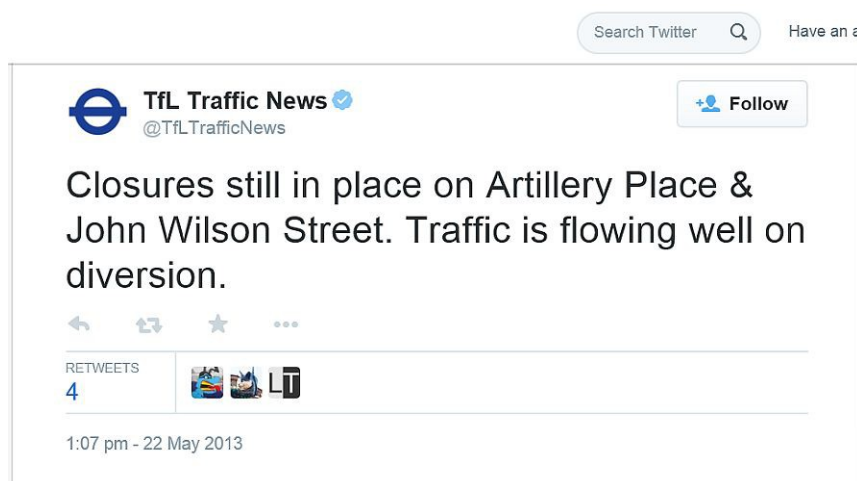 Search Twitter
Have an a
TfL Traffic News
@TfLTrafficNews
Follow
Closures still in place on Artillery Place &
John Wilson Street. Traffic is flowing well on
diversion.
RETWEETS
4
LT
1:07 pm - 22 May 2013